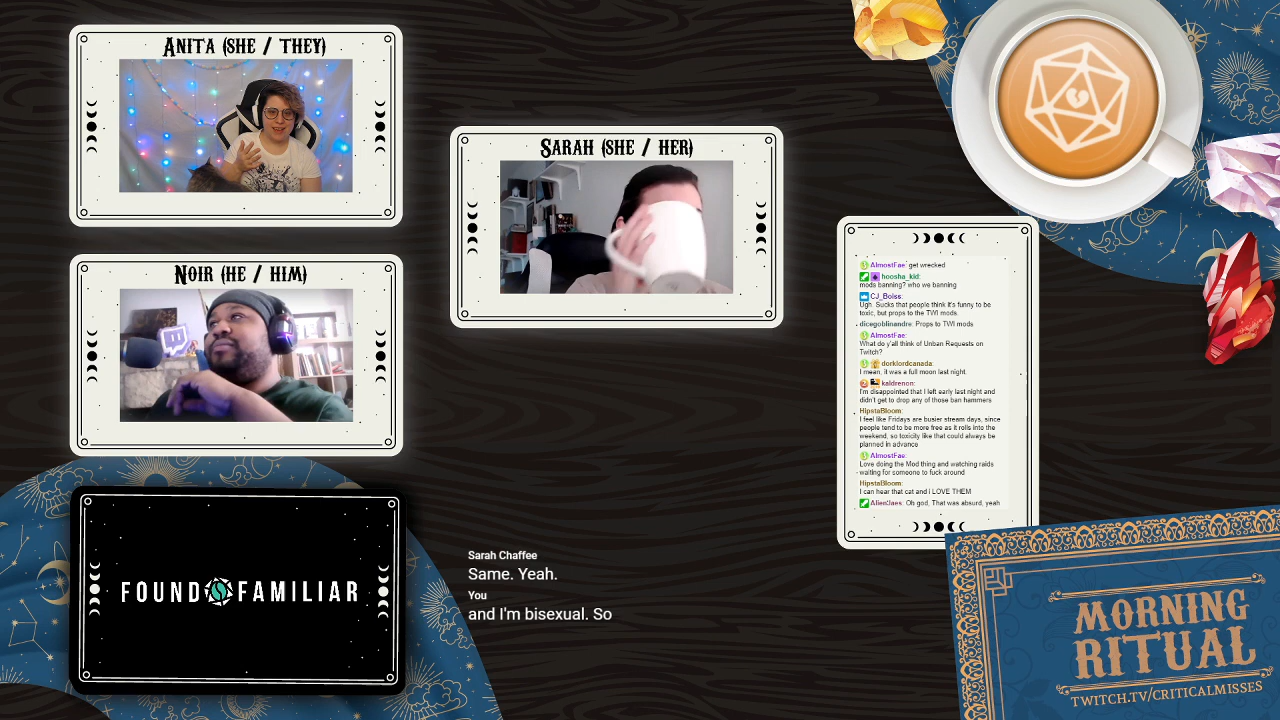 ANITA (SHE / THEY)
SARAH (SHE / HER)
NOIR (HE / HIM)
AlmostFae: get wrecked
hoosha_kid:
mods banning? who we banning
CJ_Boiss:
Ugh. Sucks that people think it's funny to be
toxic, but props to the TWI mods.
dicegoblinandre: Props to TWI mods
AlmostFae:
What do y'all think of Unban Requests on
Twitch?
dorklordcanada:
I mean, it was a full moon last night.
kaldrenon:
I'm disappointed that I left early last night and
didn't get to drop any of those ban hammers
HipstaBloom:
I feel like Fridays are busier stream days, since
people tend to be more free as it rolls into the
weekend, so toxicity like that could always be
planned in advance
AlmostFae:
Love doing the Mod thing and watching raids
waiting for someone to fuck around
HipstaBloom:
I can hear that cat and i LOVE THEM
AllenJaes: Oh god, That was absurd, yeah
FOUND FAMILIAR
Sarah Chaffee
Same. Yeah.
You
and I'm bisexual. So
MORNING
RITUAL
TWITCH.TV/CRITICALMISSES